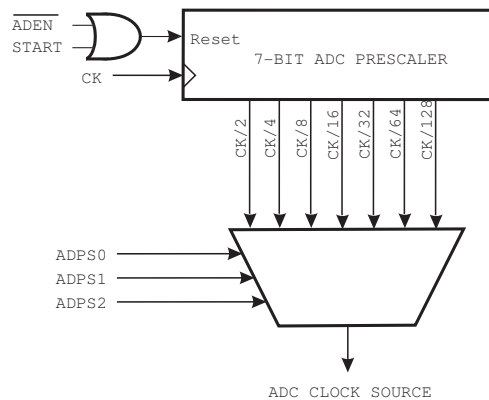 ADEN
START
Reset
7-BIT ADC PRESCALER
CK
CK/2
CK/4
CK/8
CK/16
CK/32
CK/64
CK/128
ADPS0
ADPS1
ADPS2
ADC CLOCK SOURCE